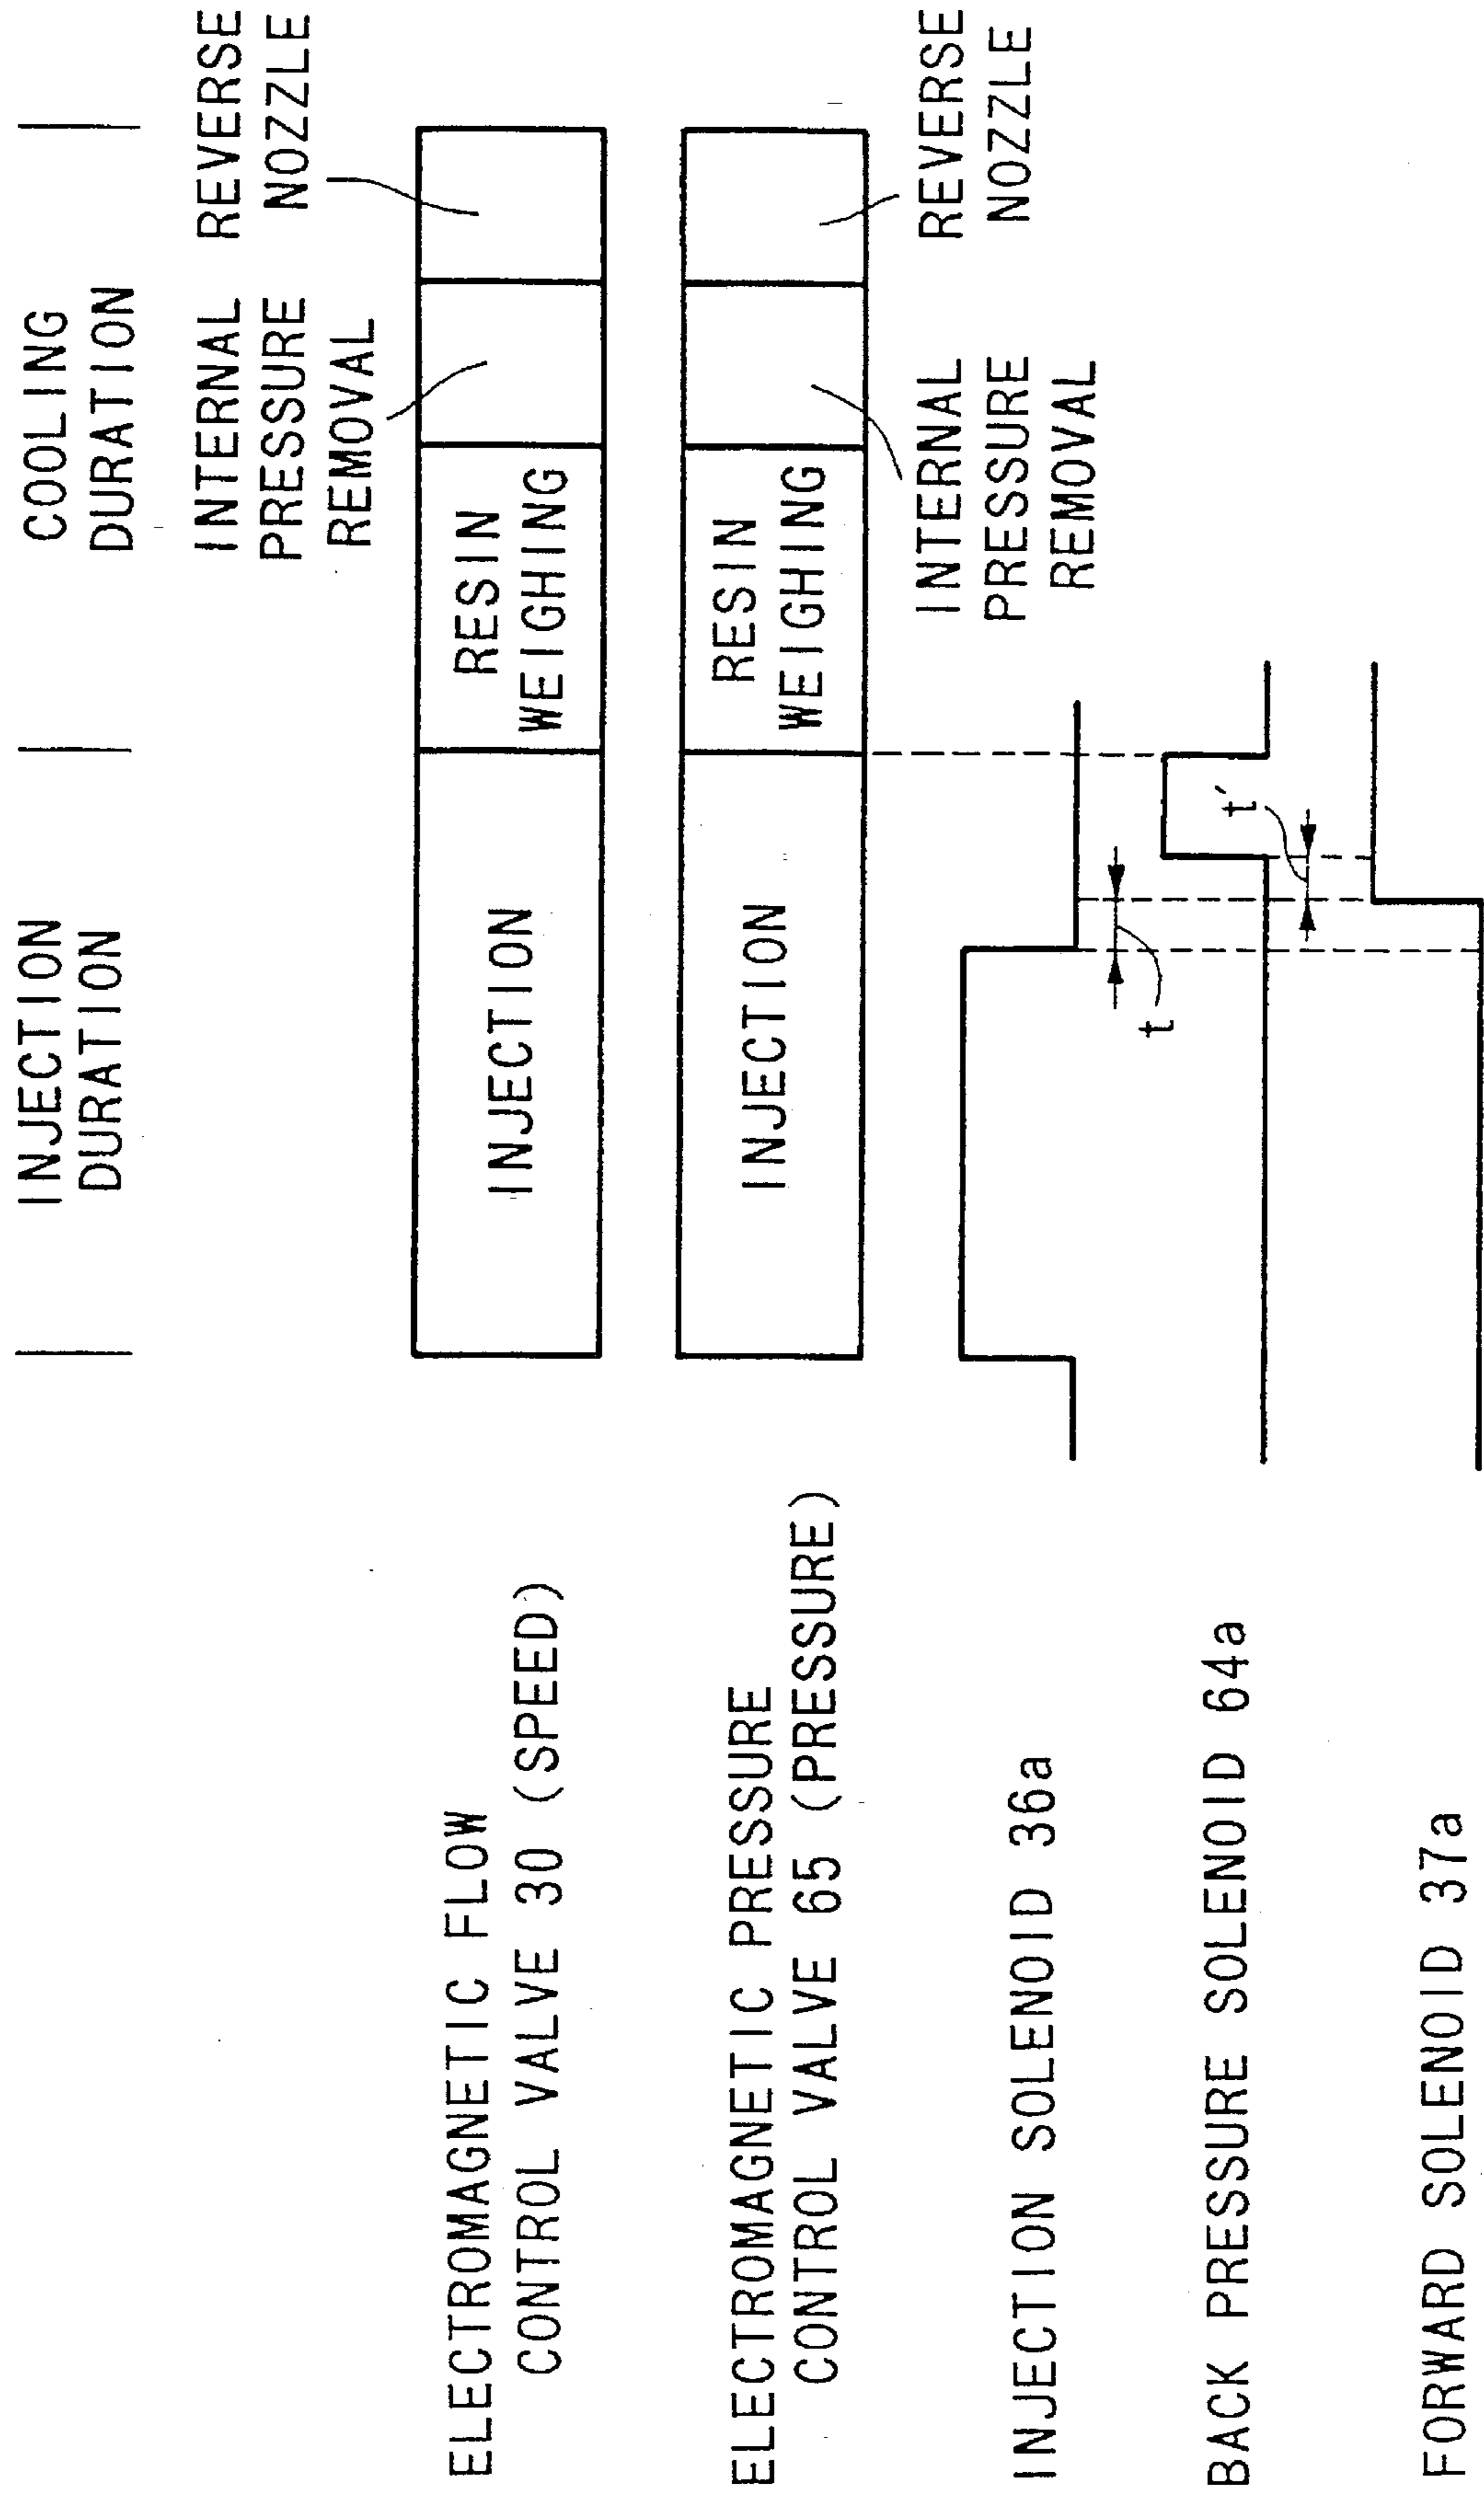 INJECTION
DURATION
COOLING
DURATION
INTERNAL
PRESSURE
REMOVAL
REVERSE
NOZZLE
ELECTROMAGNETIC FLOW
CONTROL VALVE 30 (SPEED)
INJECTION
RESIN
WEIGHING
ELECTROMAGNETIC PRESSURE
CONTROL VALVE 65 (PRESSURE)
INJECTION
RESIN
WEIGHING
INTERNAL
PRESSURE
REMOVAL
REVERSE
NOZZLE
INJECTION SOLENOID 36a
t
BACK PRESSURE SOLENOID 64a
t′
FORWARD SOLENOID 37a